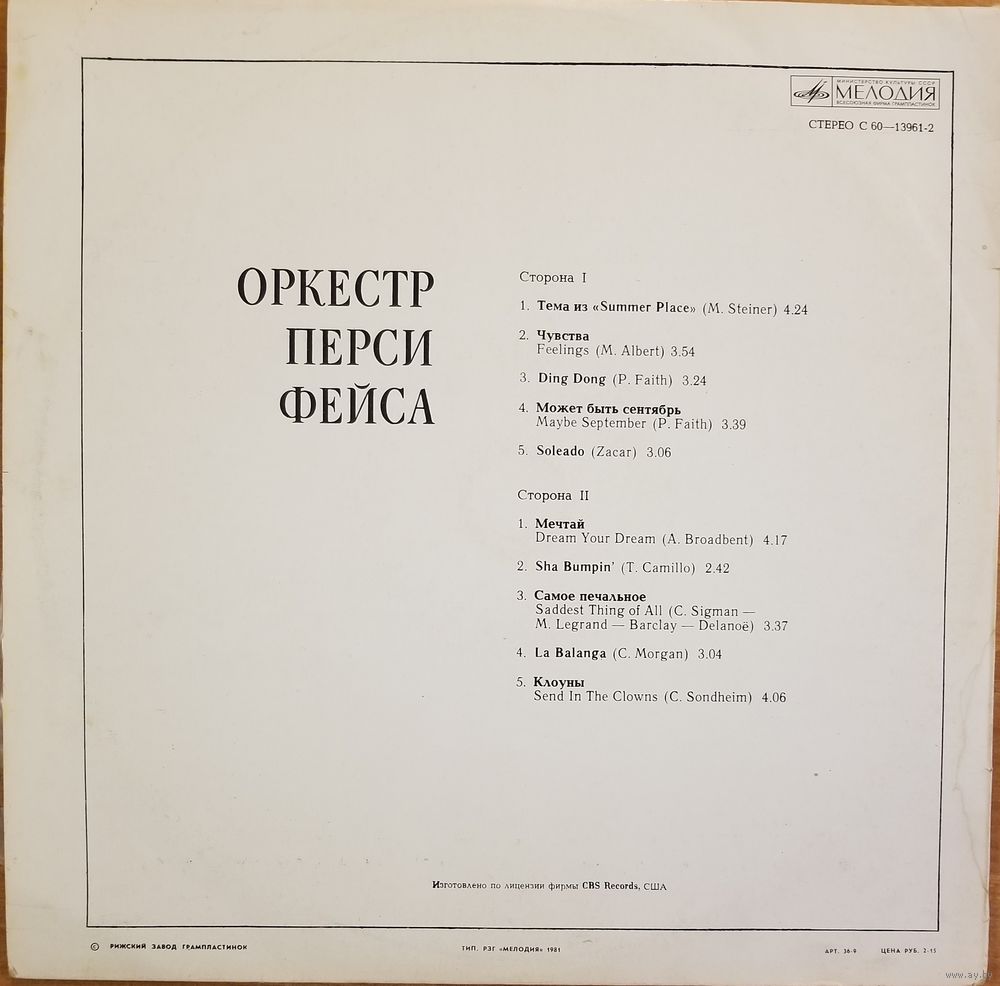 МИНИСТЕРСТВО КУЛЬТУРЫ СССР
МЕЛОДИЯ
ВСЕСОЮЗНАЯ ФИРМА ГРАМПЛАСТИНОК
СТЕРЕО С 60—13961-2
ОРКЕСТР
ПЕРСИ
ФЕЙСА
Сторона I
1. Тема из «Summer Place» (M. Steiner) 4.24
2. Чувства
Feelings (M. Albert) 3.54
3. Ding Dong (P. Faith) 3.24
4. Может быть сентябрь
Maybe September (P. Faith) 3.39
5. Soleado (Zacar) 3.06
Сторона II
1. Мечтай
Dream Your Dream (A. Broadbent) 4.17
2. Sha Bumpin' (T. Camillo) 2.42
3. Самое печальное
Saddest Thing of All (C. Sigman —
M. Legrand — Barclay — Delanoë) 3.37
4. La Balanga (C. Morgan) 3.04
5. Клоуны
Send In The Clowns (C. Sondheim) 4.06
Изготовлено по лицензии фирмы CBS Records, США
© РИЖСКИЙ ЗАВОД ГРАМПЛАСТИНОК
ТИП. РЗГ «МЕЛОДИЯ» 1981
АРТ. 36-9 ЦЕНА РУБ. 2-15